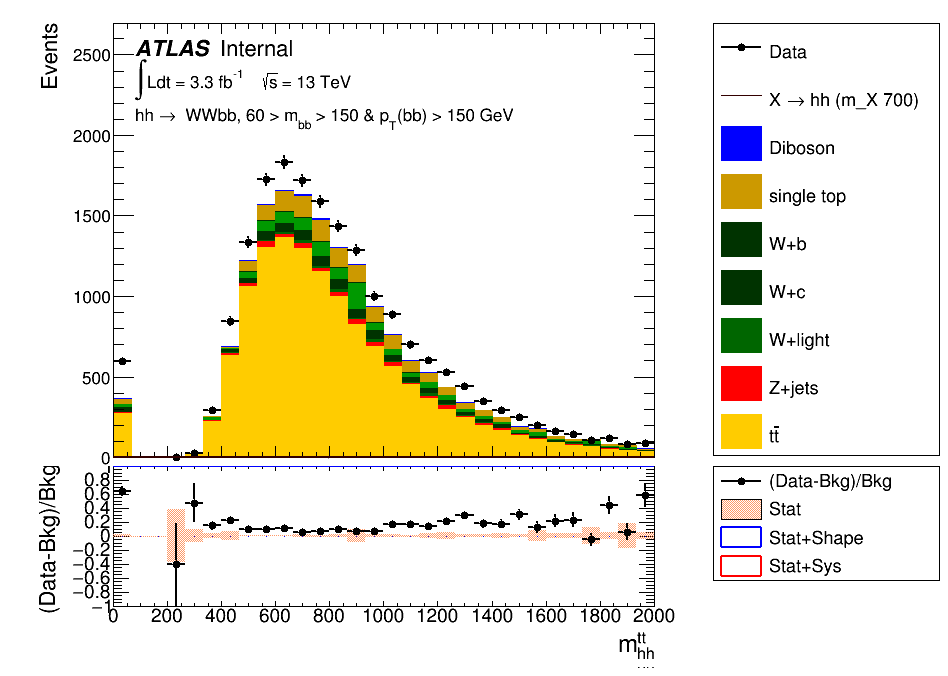 Events
2500
2000
1500
1000
500
0
ATLAS Internal
∫Ldt = 3.3 fb⁻¹ √s = 13 TeV
hh → WWbb, 60 > m_bb > 150 & p_T(bb) > 150 GeV
Data
X → hh (m_X 700)
Diboson
single top
W+b
W+c
W+light
Z+jets
tt̄
(Data-Bkg)/Bkg
0.8
0.6
0.4
0.2
0
−0.2
−0.4
−0.6
−0.8
−1
0 200 400 600 800 1000 1200 1400 1600 1800 2000
m^tt_hh
(Data-Bkg)/Bkg
Stat
Stat+Shape
Stat+Sys